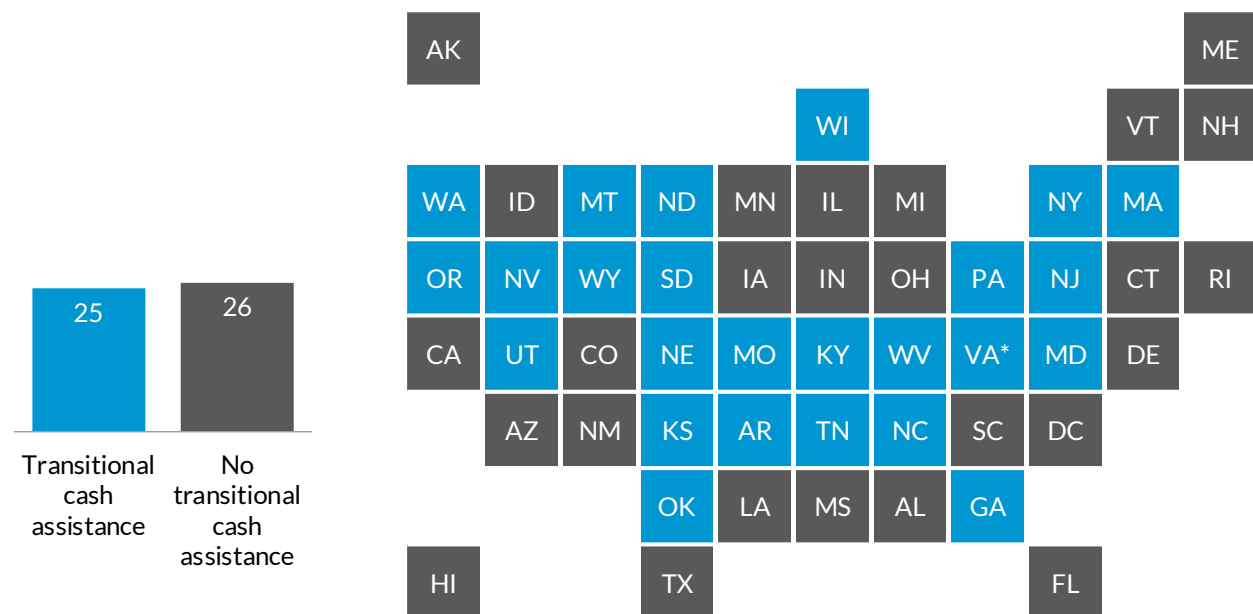 AK ME
WI VT NH
WA ID MT ND MN IL MI NY MA
OR NV WY SD IA IN OH PA NJ CT RI
CA UT CO NE MO KY WV VA* MD DE
AZ NM KS AR TN NC SC DC
OK LA MS AL GA
HI TX FL
25 26
Transitional
cash
assistance
No
transitional
cash
assistance